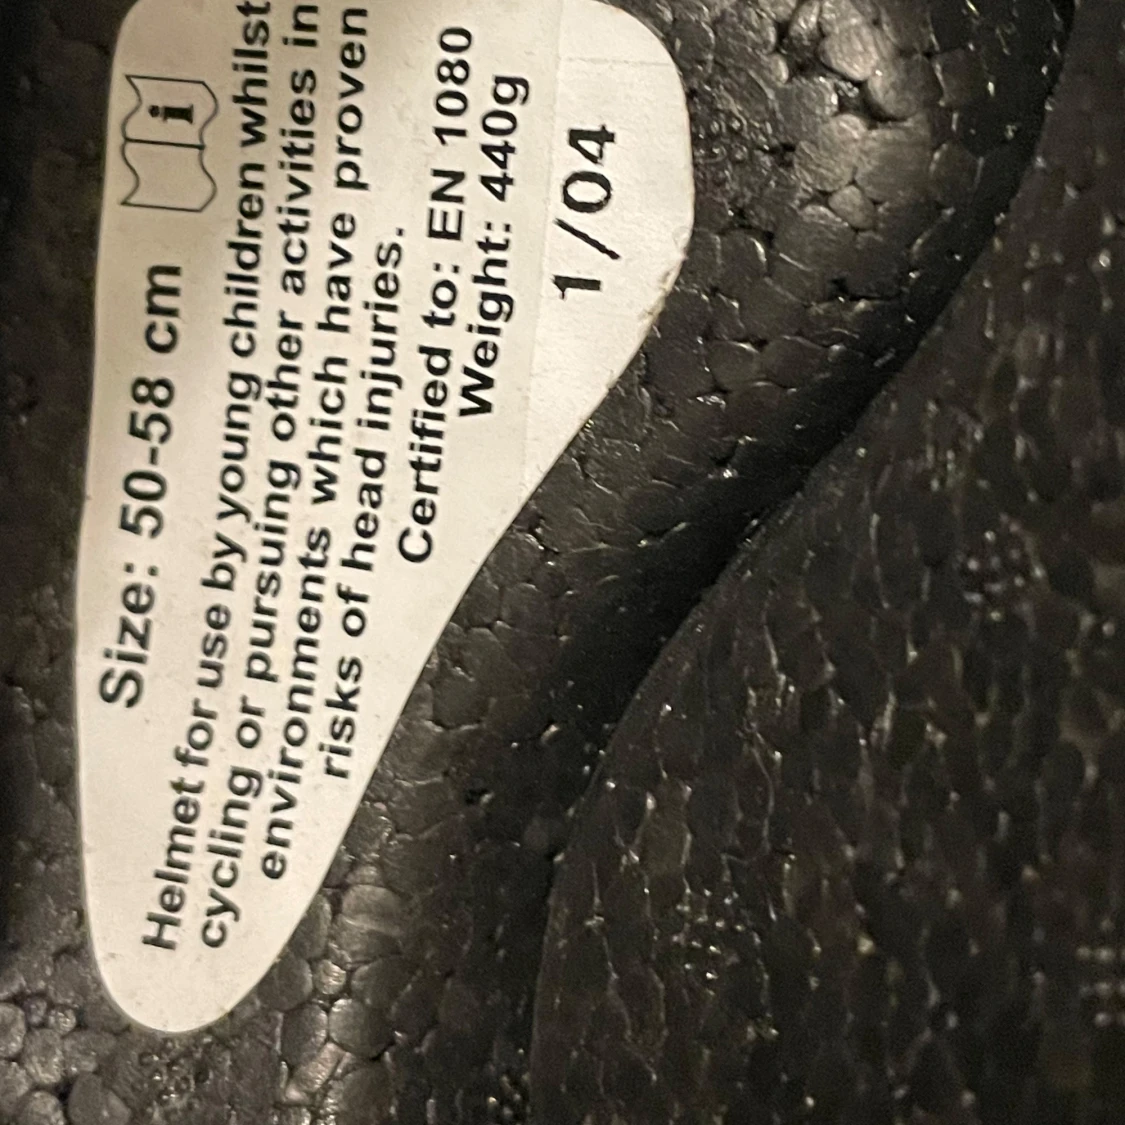 Size: 50-58 cm
i
Helmet for use by young children whilst
cycling or pursuing other activities in
environments which have proven
risks of head injuries.
Certified to: EN 1080
Weight: 440g
1/04